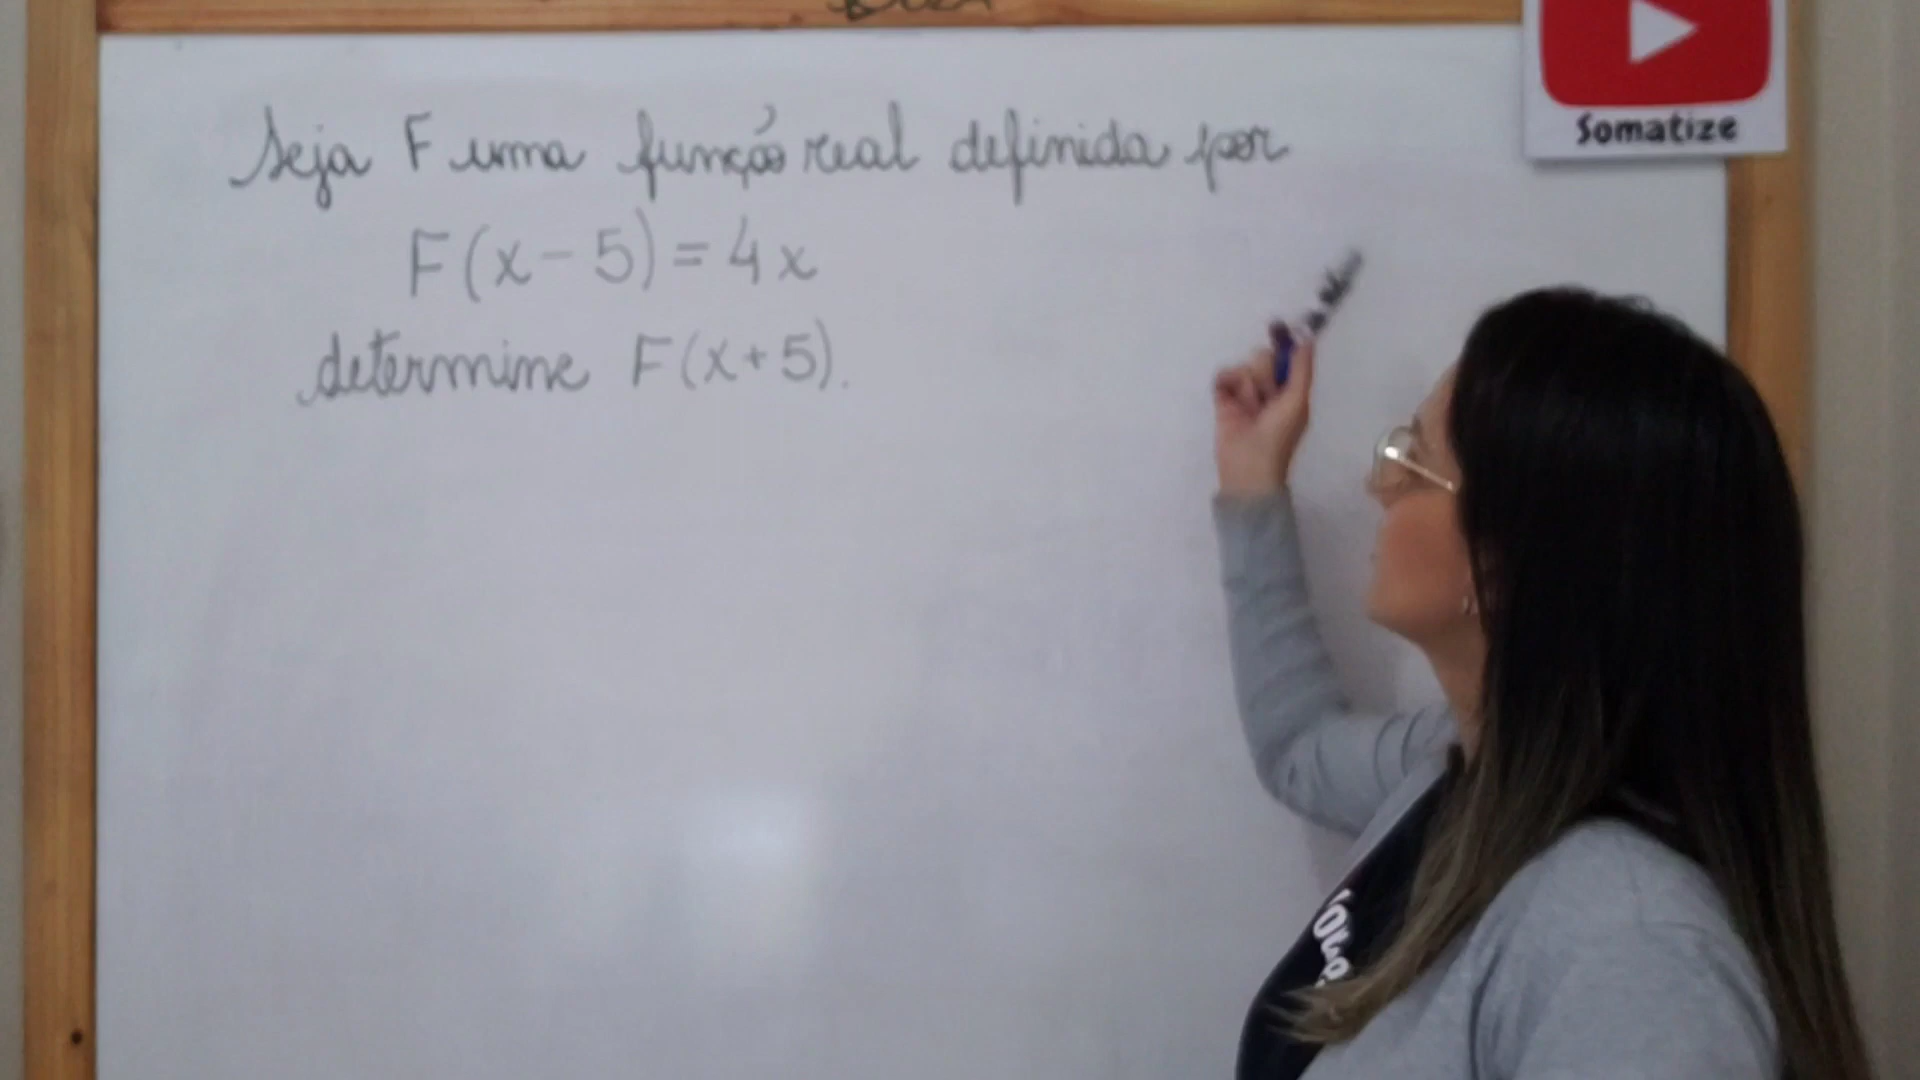 Seja F uma função real definida por
F(x-5)=4x
determine F(x+5).
Somatize